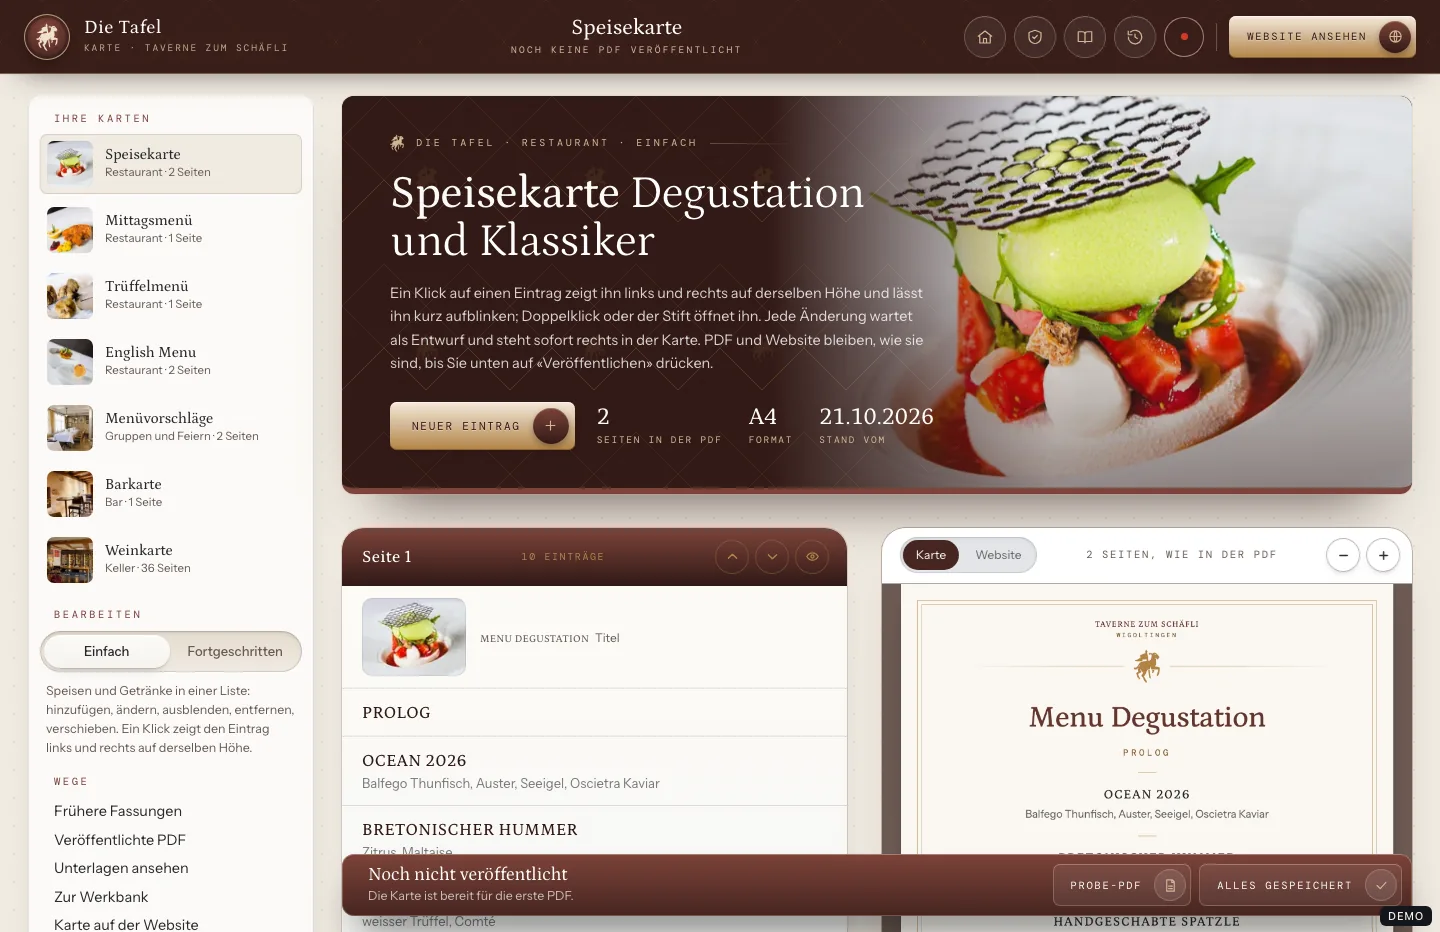 Die Tafel
KARTE · TAVERNE ZUM SCHÄFLI
Speisekarte
NOCH KEINE PDF VERÖFFENTLICHT
WEBSITE ANSEHEN
IHRE KARTEN
Speisekarte
Restaurant · 2 Seiten
Mittagsmenü
Restaurant · 1 Seite
Trüffelmenü
Restaurant · 1 Seite
English Menu
Restaurant · 2 Seiten
Menüvorschläge
Gruppen und Feiern · 2 Seiten
Barkarte
Bar · 1 Seite
Weinkarte
Keller · 36 Seiten
BEARBEITEN
Einfach
Fortgeschritten
Speisen und Getränke in einer Liste:
hinzufügen, ändern, ausblenden, entfernen,
verschieben. Ein Klick zeigt den Eintrag
links und rechts auf derselben Höhe.
WEGE
Frühere Fassungen
Veröffentlichte PDF
Unterlagen ansehen
Zur Werkbank
Karte auf der Website
DIE TAFEL · RESTAURANT · EINFACH
Speisekarte Degustation
und Klassiker
Ein Klick auf einen Eintrag zeigt ihn links und rechts auf derselben Höhe und lässt
ihn kurz aufblinken; Doppelklick oder der Stift öffnet ihn. Jede Änderung wartet
als Entwurf und steht sofort rechts in der Karte. PDF und Website bleiben, wie sie
sind, bis Sie unten auf «Veröffentlichen» drücken.
NEUER EINTRAG
2
SEITEN IN DER PDF
A4
FORMAT
21.10.2026
STAND VOM
Seite 1
10 EINTRÄGE
MENU DEGUSTATION Titel
PROLOG
OCEAN 2026
Balfego Thunfisch, Auster, Seeigel, Oscietra Kaviar
BRETONISCHER HUMMER
Zitrus, Maltaise
weisser Trüffel, Comté
Karte
Website
2 SEITEN, WIE IN DER PDF
TAVERNE ZUM SCHÄFLI
WIGOLTINGEN
Menu Degustation
PROLOG
OCEAN 2026
Balfego Thunfisch, Auster, Seeigel, Oscietra Kaviar
HANDGESCHABTE SPÄTZLE
Noch nicht veröffentlicht
Die Karte ist bereit für die erste PDF.
PROBE-PDF
ALLES GESPEICHERT
DEMO